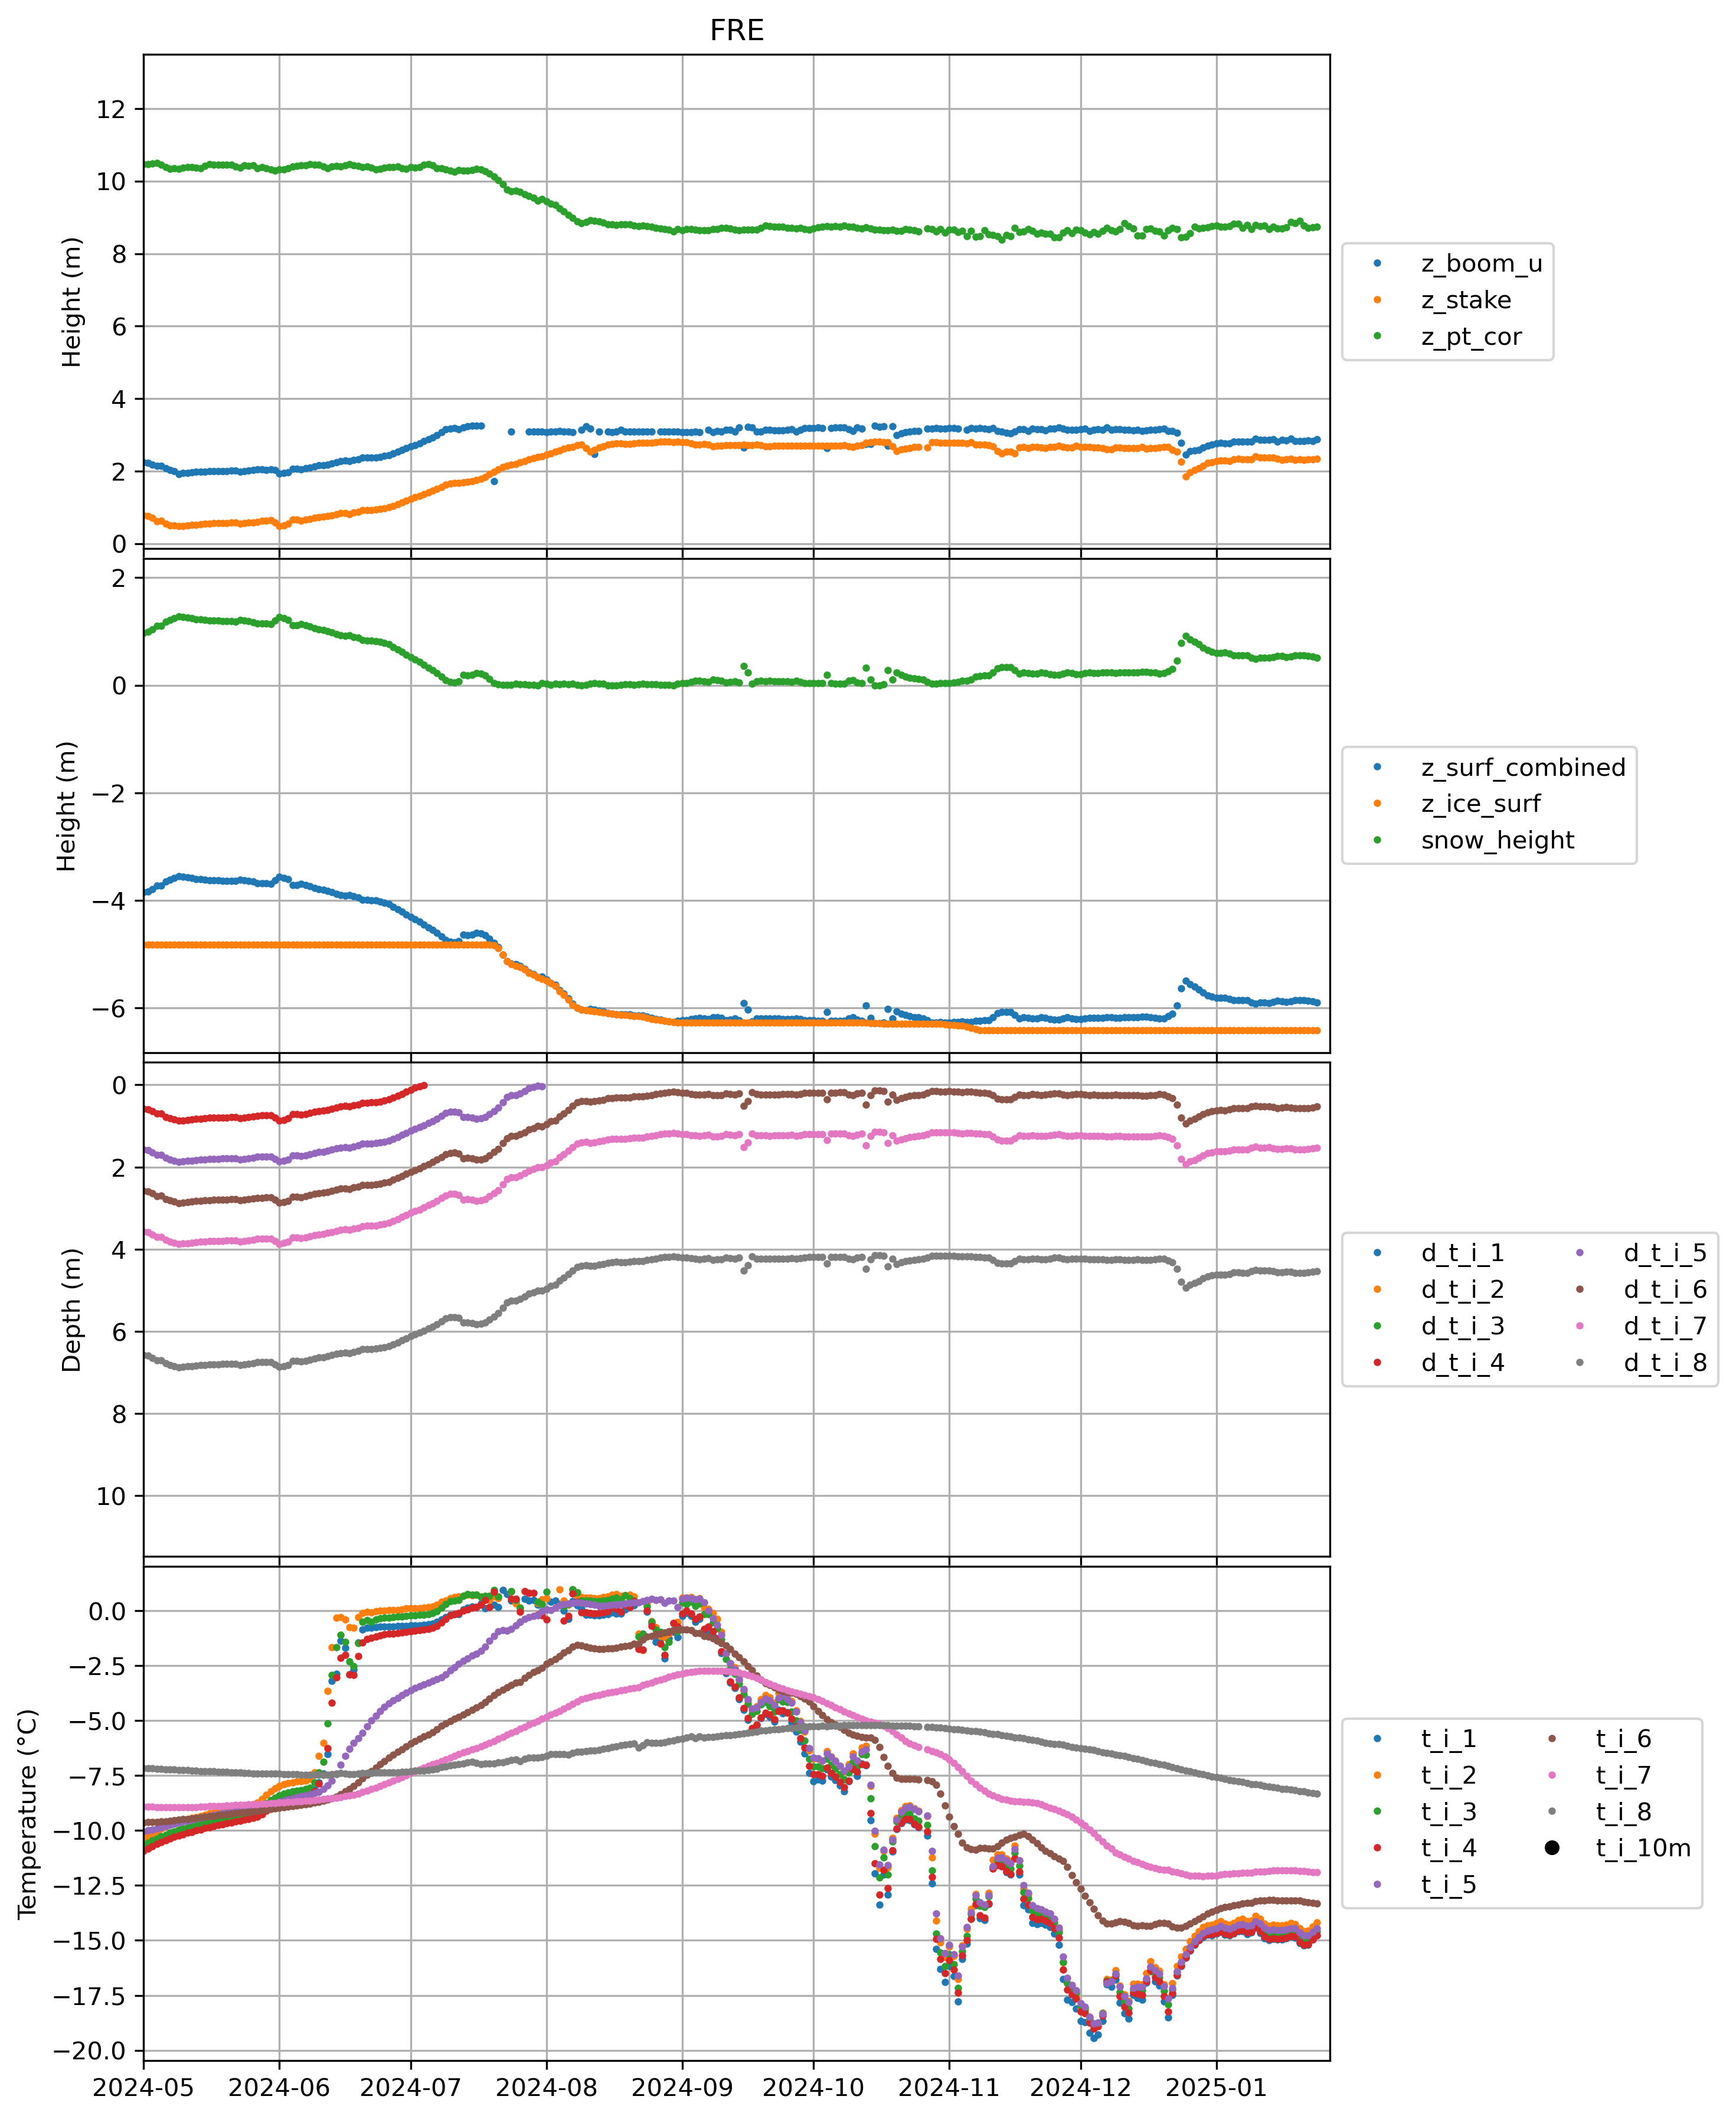 FRE
12
10
8
6
4
2
0
Height (m)
z_boom_u
z_stake
z_pt_cor
2
0
−2
−4
−6
Height (m)
z_surf_combined
z_ice_surf
snow_height
0
2
4
6
8
10
Depth (m)
d_t_i_1
d_t_i_2
d_t_i_3
d_t_i_4
d_t_i_5
d_t_i_6
d_t_i_7
d_t_i_8
0.0
−2.5
−5.0
−7.5
−10.0
−12.5
−15.0
−17.5
−20.0
Temperature (°C)
t_i_1
t_i_2
t_i_3
t_i_4
t_i_5
t_i_6
t_i_7
t_i_8
t_i_10m
2024-05 2024-06 2024-07 2024-08 2024-09 2024-10 2024-11 2024-12 2025-01